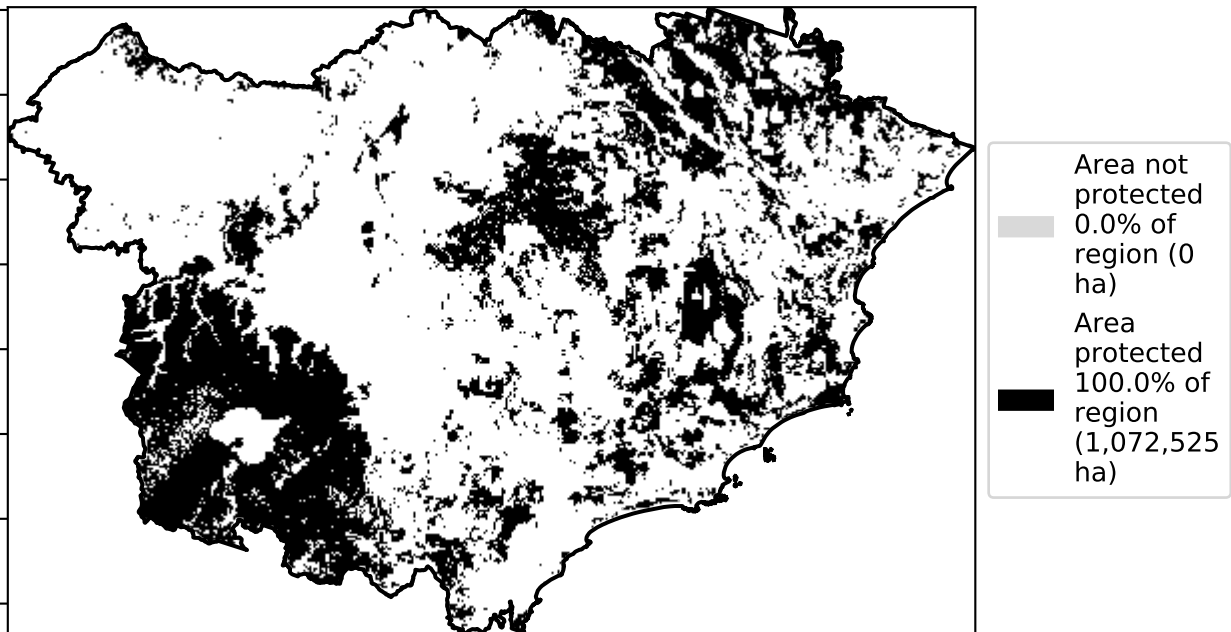 Area not
protected
0.0% of
region (0
ha)
Area
protected
100.0% of
region
(1,072,525
ha)